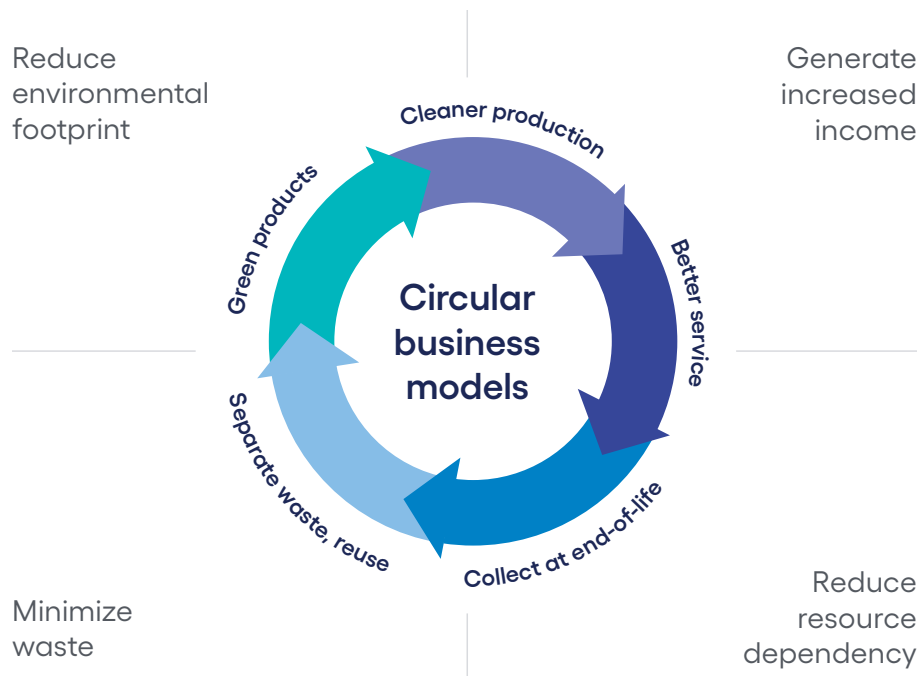 Reduce
environmental
footprint
Generate
increased
income
Cleaner production
Green products
Better service
Circular
business
models
Separate waste, reuse
Collect at end-of-life
Minimize
waste
Reduce
resource
dependency